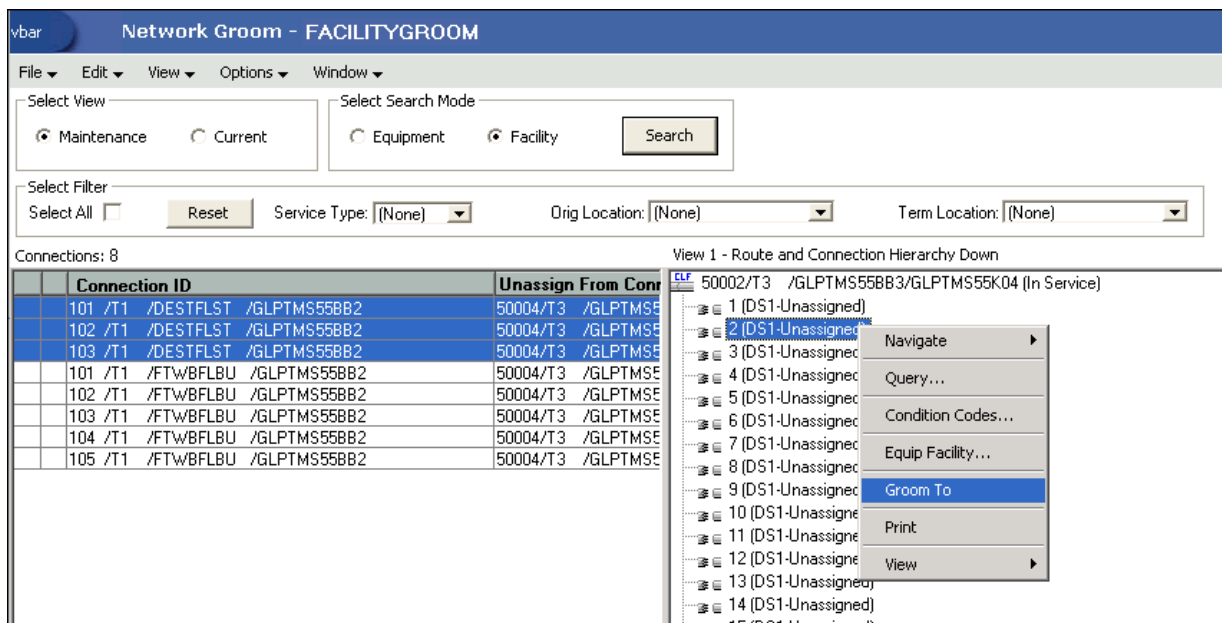 vbar
Network Groom - FACILITYGROOM
File Edit View Options Window
Select View
Maintenance Current
Select Search Mode
Equipment Facility Search
Select Filter
Select All Reset Service Type: (None) Orig Location: (None) Term Location: (None)
Connections: 8
Connection ID Unassign From Conn
101 /T1 /DESTFLST /GLPTMS55BB2 50004/T3 /GLPTMS5
102 /T1 /DESTFLST /GLPTMS55BB2 50004/T3 /GLPTMS5
103 /T1 /DESTFLST /GLPTMS55BB2 50004/T3 /GLPTMS5
101 /T1 /FTWBFLBU /GLPTMS55BB2 50004/T3 /GLPTMS5
102 /T1 /FTWBFLBU /GLPTMS55BB2 50004/T3 /GLPTMS5
103 /T1 /FTWBFLBU /GLPTMS55BB2 50004/T3 /GLPTMS5
104 /T1 /FTWBFLBU /GLPTMS55BB2 50004/T3 /GLPTMS5
105 /T1 /FTWBFLBU /GLPTMS55BB2 50004/T3 /GLPTMS5
View 1 - Route and Connection Hierarchy Down
CLF 50002/T3 /GLPTMS55BB3/GLPTMS55K04 (In Service)
1 (DS1-Unassigned)
2 (DS1-Unassigned)
3 (DS1-Unassigned
4 (DS1-Unassigned
5 (DS1-Unassigned
6 (DS1-Unassigned
7 (DS1-Unassigned
8 (DS1-Unassigned
9 (DS1-Unassigned
10 (DS1-Unassigne
11 (DS1-Unassigne
12 (DS1-Unassigne
13 (DS1-Unassigned)
14 (DS1-Unassigned)
15 (DS1-Unassigned)
Navigate
Query...
Condition Codes...
Equip Facility...
Groom To
Print
View